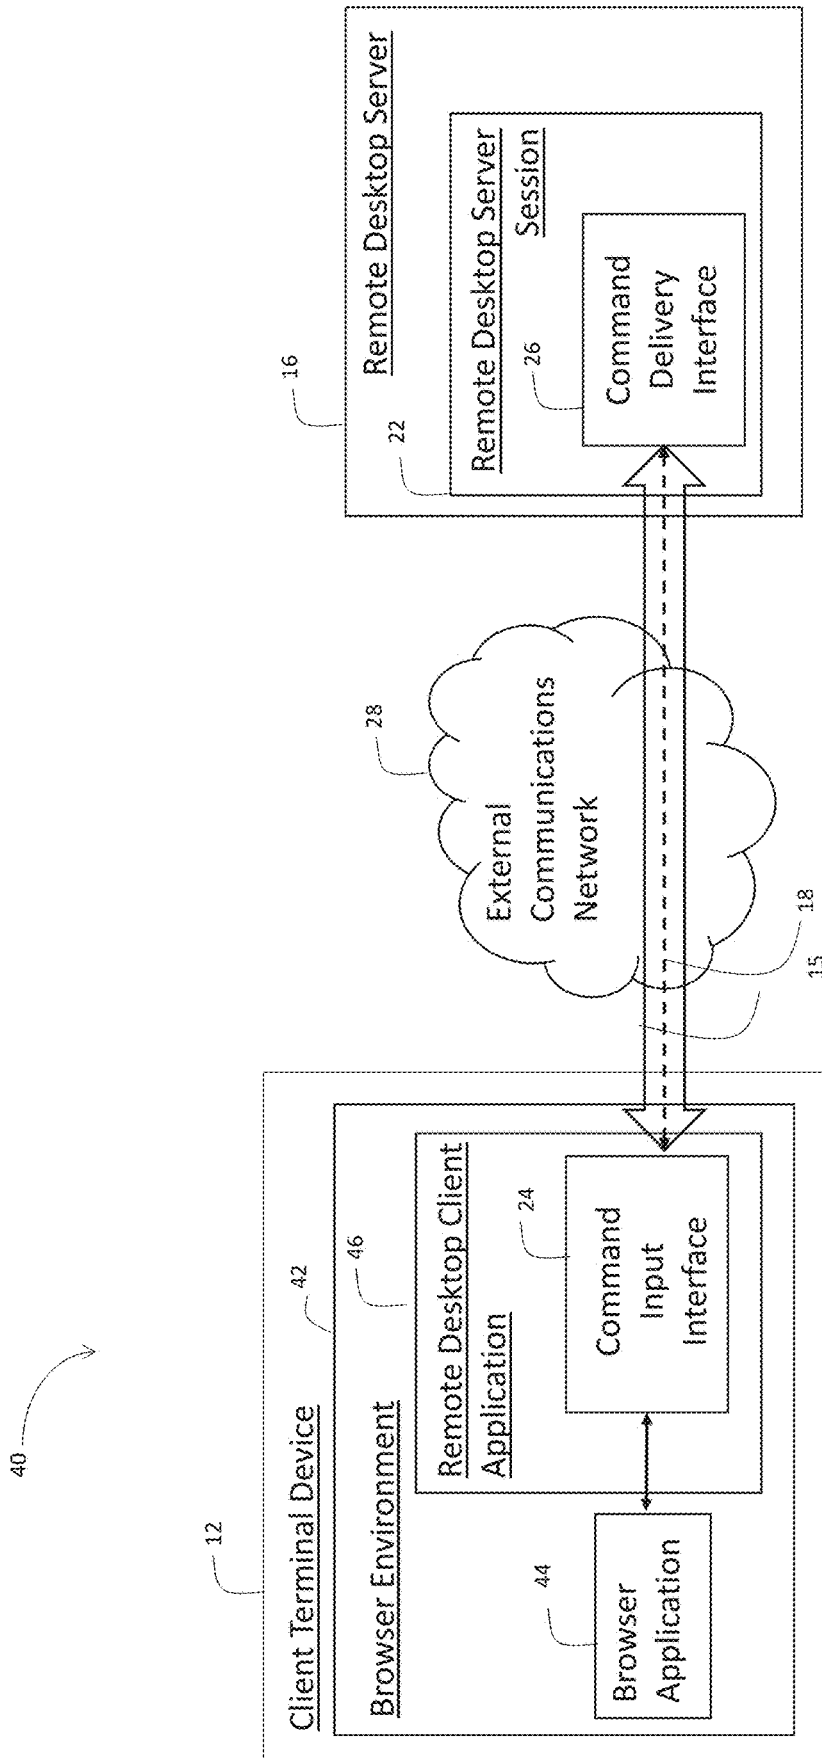 40
12
Client Terminal Device
42
Browser Environment
46
Remote Desktop Client
Application
24
Command
Input
Interface
44
Browser
Application
28
External
Communications
Network
18
15
16
Remote Desktop Server
22
Remote Desktop Server
Session
26
Command
Delivery
Interface